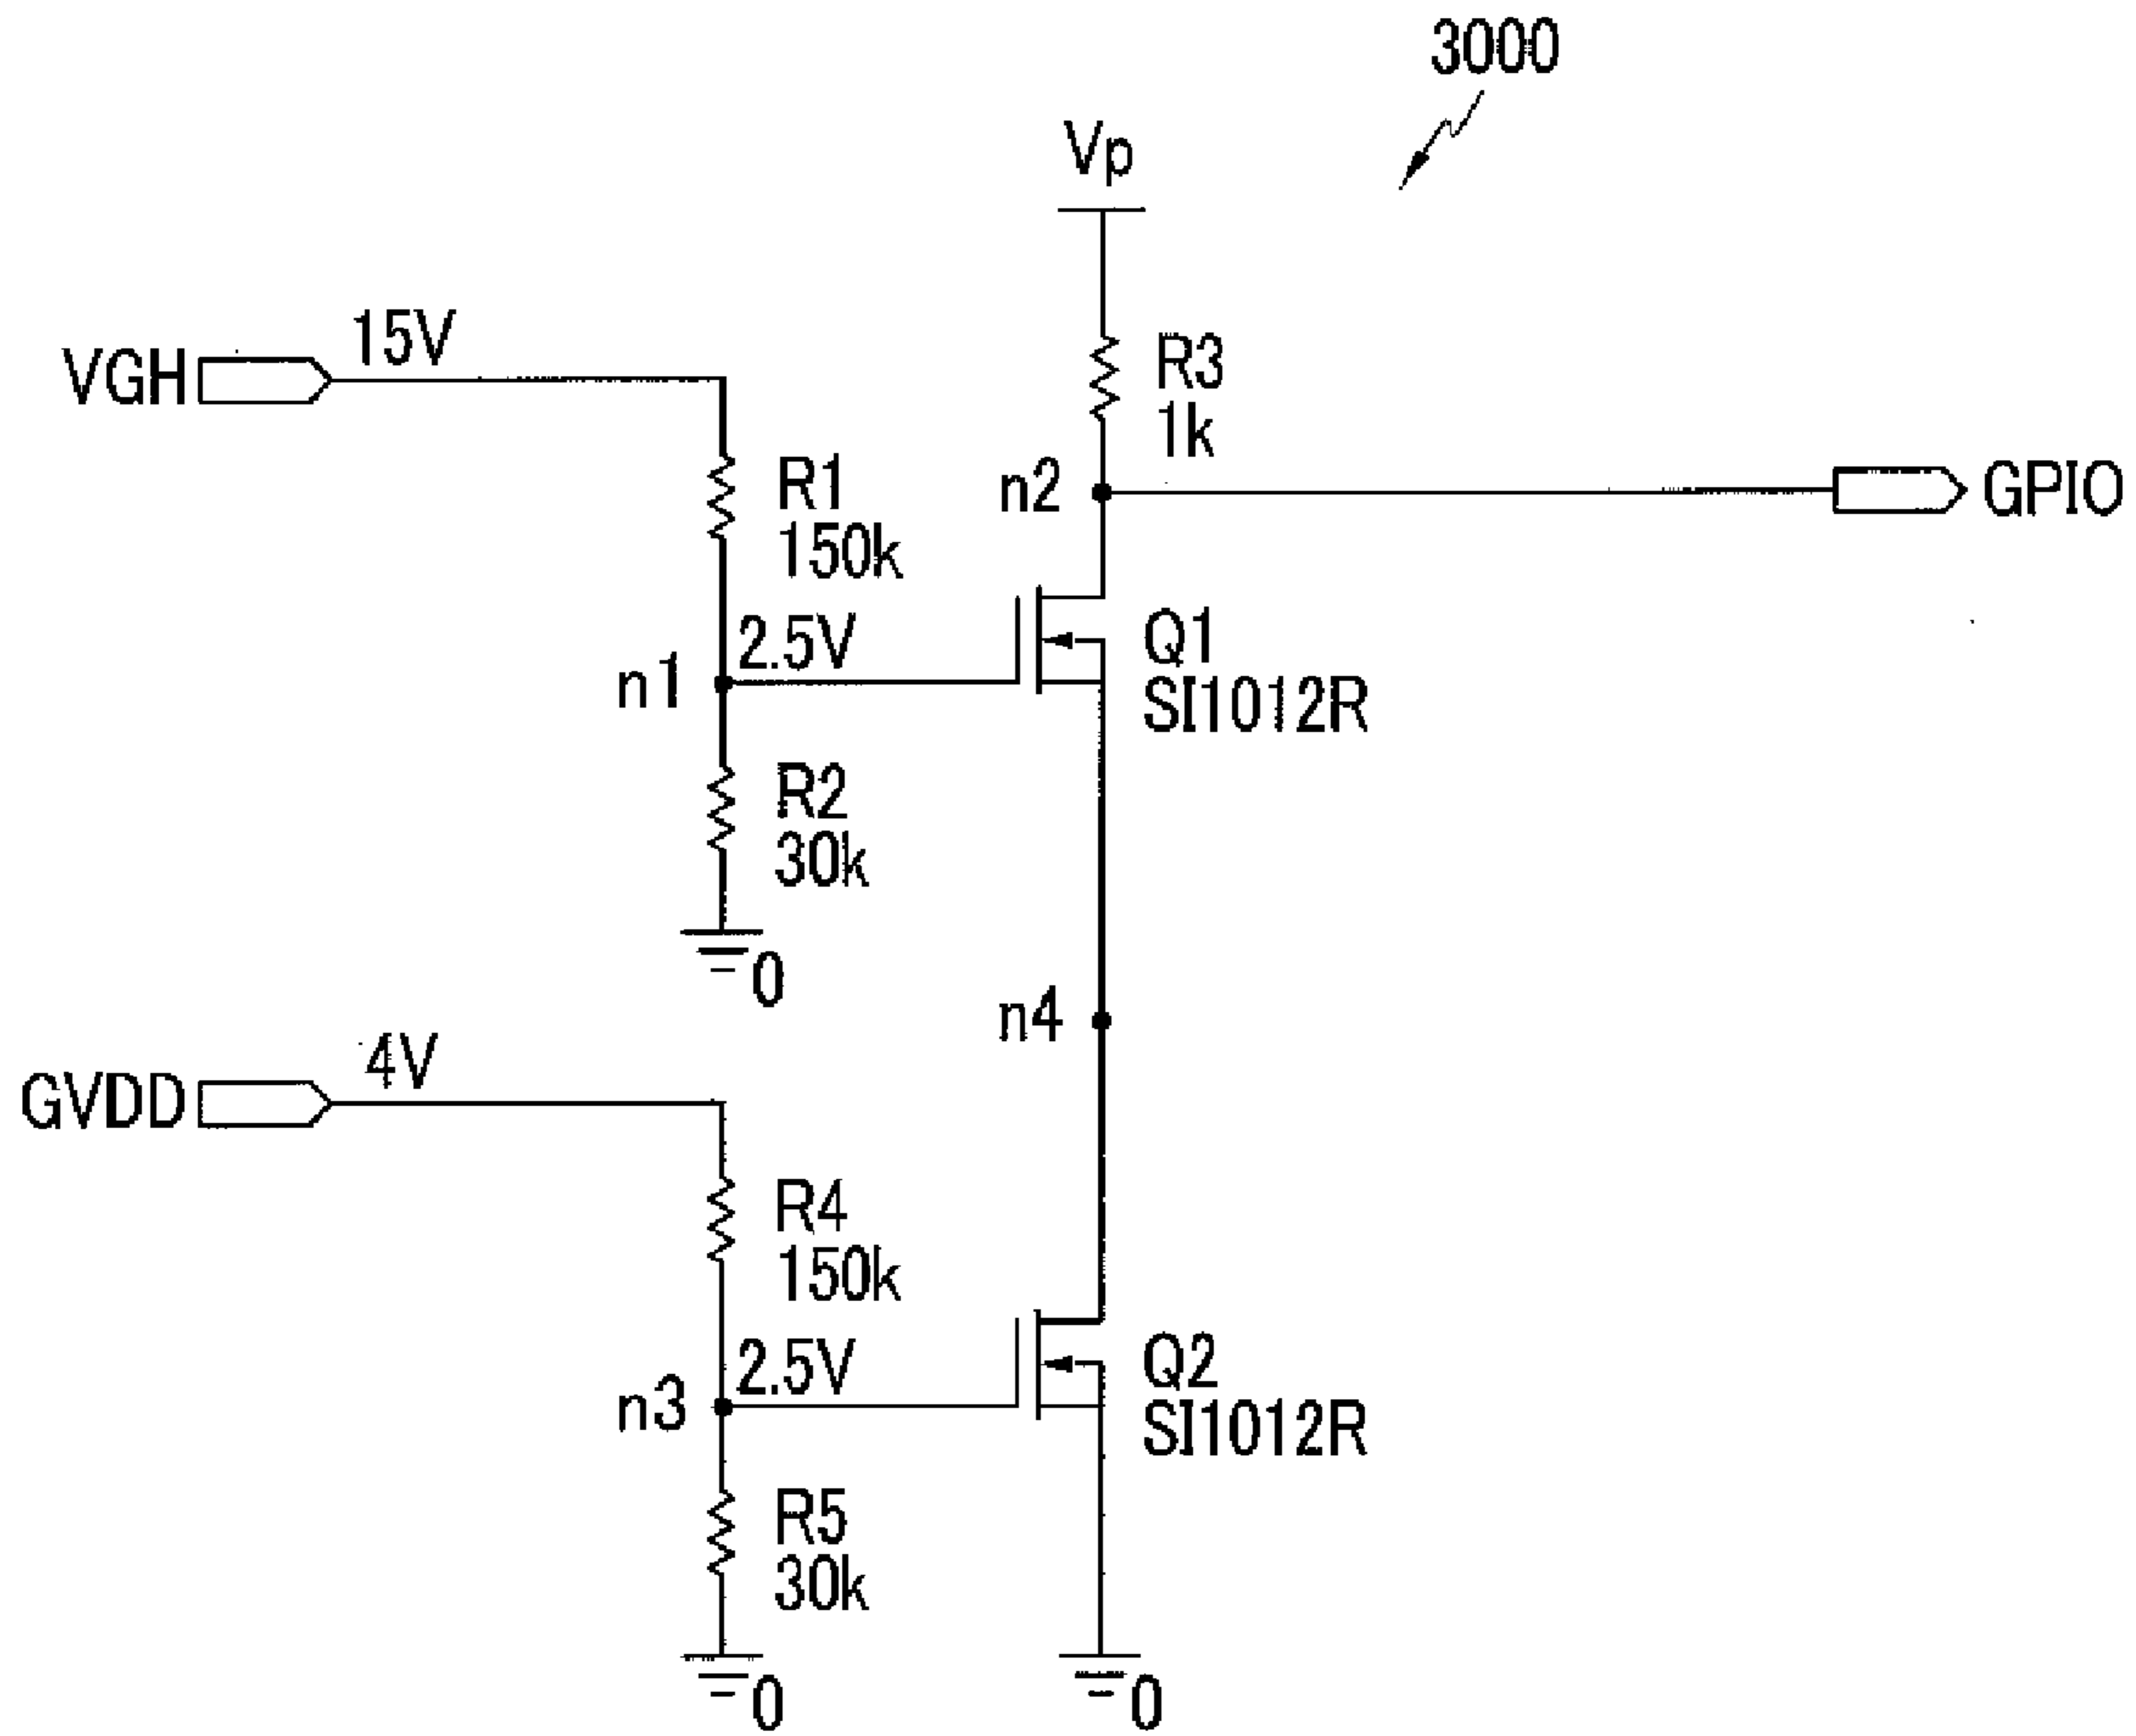 3000
Vp
15V
VGH
R3
1k
R1
150k
n2
GPIO
2.5V
n1
Q1
SI1012R
R2
30k
0
n4
4V
GVDD
R4
150k
2.5V
n3
Q2
SI1012R
R5
30k
0
0